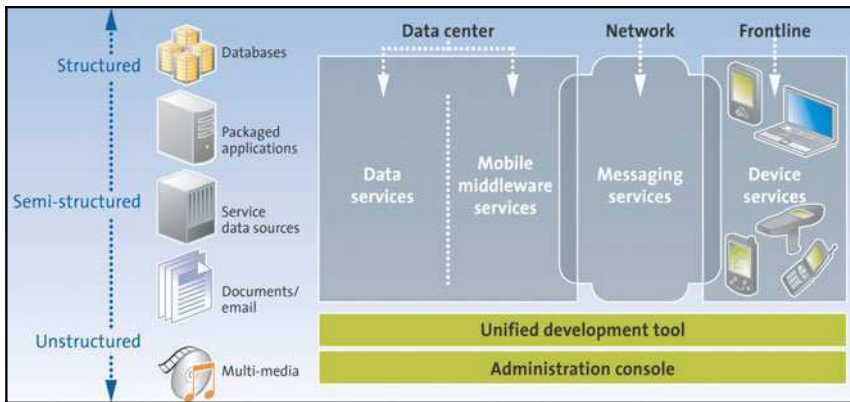 Structured
Semi-structured
Unstructured
Databases
Packaged
applications
Service
data sources
Documents/
email
Multi-media
Data center
Network
Frontline
Data
services
Mobile
middleware
services
Messaging
services
Device
services
Unified development tool
Administration console